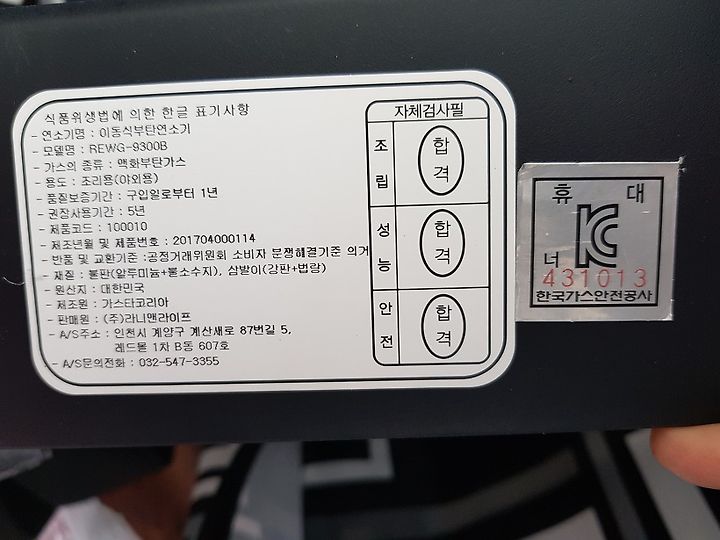 식품위생법에 의한 한글 표기사항
- 연소기명 : 이동식부탄연소기
- 모델명 : REWG-9300B
- 가스의 종류 : 액화부탄가스
- 용도 : 조리용(야외용)
- 품질보증기간 : 구입일로부터 1년
- 권장사용기간 : 5년
- 제품코드 : 100010
- 제조년월 및 제품번호 : 201704000114
- 반품 및 교환기준 : 공정거래위원회 소비자 분쟁해결기준 의거
- 재질 : 불판(알루미늄+불소수지), 삼발이(강판+법랑)
- 원산지 : 대한민국
- 제조원 : 가스타코리아
- 판매원 : (주)라니앤라이프
- A/S주소 : 인천시 계양구 계산새로 87번길 5,
레드몰 1차 B동 607호
- A/S문의전화 : 032-547-3355
자체검사필
조립 합격
성능 합격
안전 합격
휴 대
KC
너 431013
한국가스안전공사